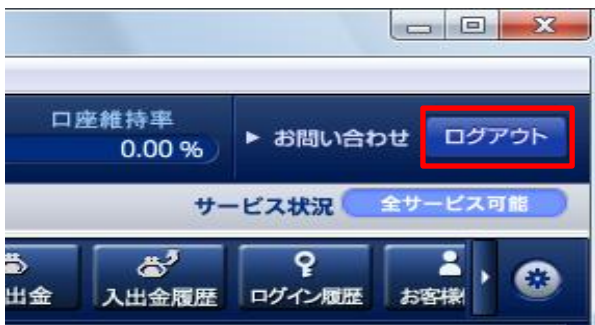 口座維持率
0.00 %
お問い合わせ
ログアウト
サービス状況
全サービス可能
出金
入出金履歴
ログイン履歴
お客様